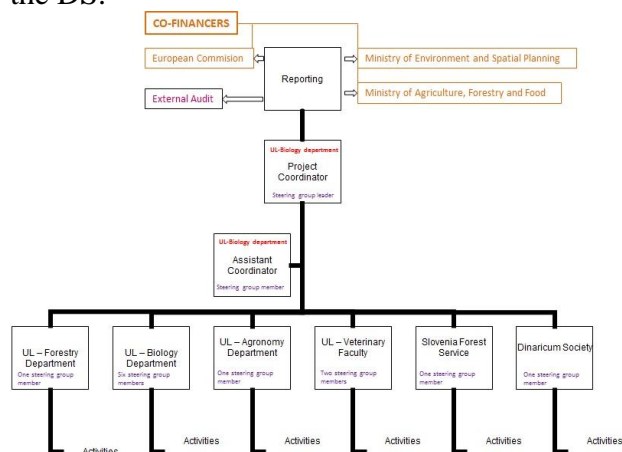 the DS.
CO-FINANCERS
European Commision
Ministry of Environment and Spatial Planning
Reporting
External Audit
Ministry of Agriculture, Forestry and Food
UL-Biology department
Project
Coordinator
Steering group leader
UL-Biology department
Assistant
Coordinator
Steering group member
UL – Forestry
Department
One steering group
member
UL – Biology
Department
Six steering group
members
UL – Agronomy
Department
One steering group
member
UL – Veterinary
Faculty
Two steering group
members
Slovenia Forest
Service
One steering group
member
Dinaricum Society
One steering group
member
Activities
Activities
Activities
Activities
Activities
Activities